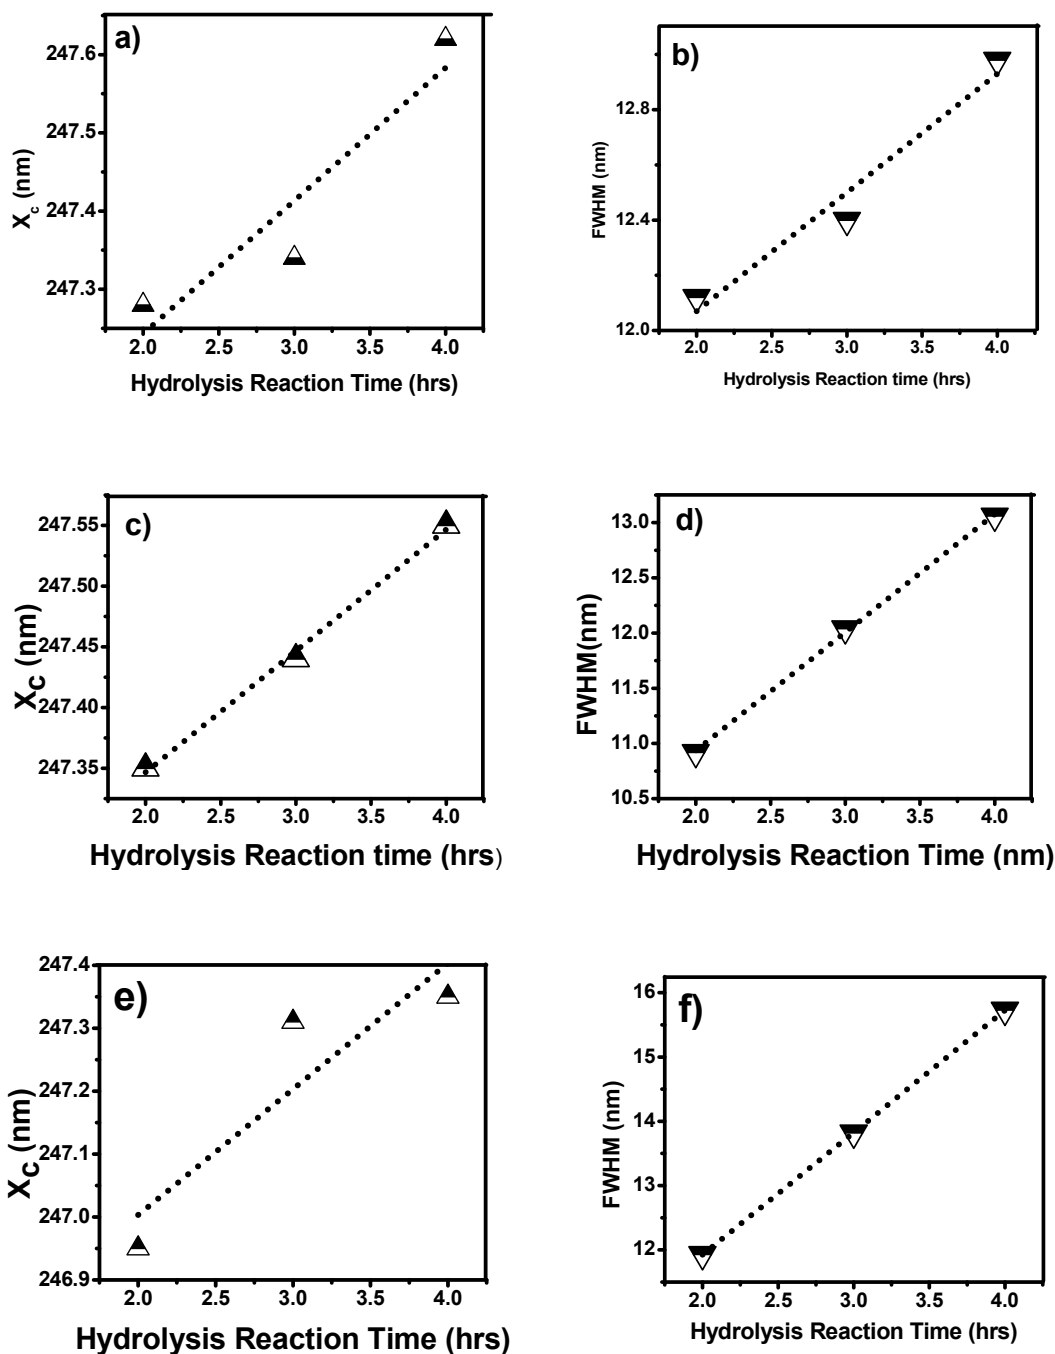 a)
247.6
247.5
247.4
247.3
X_c (nm)
2.0 2.5 3.0 3.5 4.0
Hydrolysis Reaction Time (hrs)
b)
12.8
12.4
12.0
FWHM (nm)
2.0 2.5 3.0 3.5 4.0
Hydrolysis Reaction time (hrs)
c)
247.55
247.50
247.45
247.40
247.35
X_c (nm)
2.0 2.5 3.0 3.5 4.0
Hydrolysis Reaction time (hrs)
d)
13.0
12.5
12.0
11.5
11.0
10.5
FWHM(nm)
2.0 2.5 3.0 3.5 4.0
Hydrolysis Reaction Time (nm)
e)
247.4
247.3
247.2
247.1
247.0
246.9
X_c (nm)
2.0 2.5 3.0 3.5 4.0
Hydrolysis Reaction Time (hrs)
f)
16
15
14
13
12
FWHM (nm)
2.0 2.5 3.0 3.5 4.0
Hydrolysis Reaction Time (hrs)